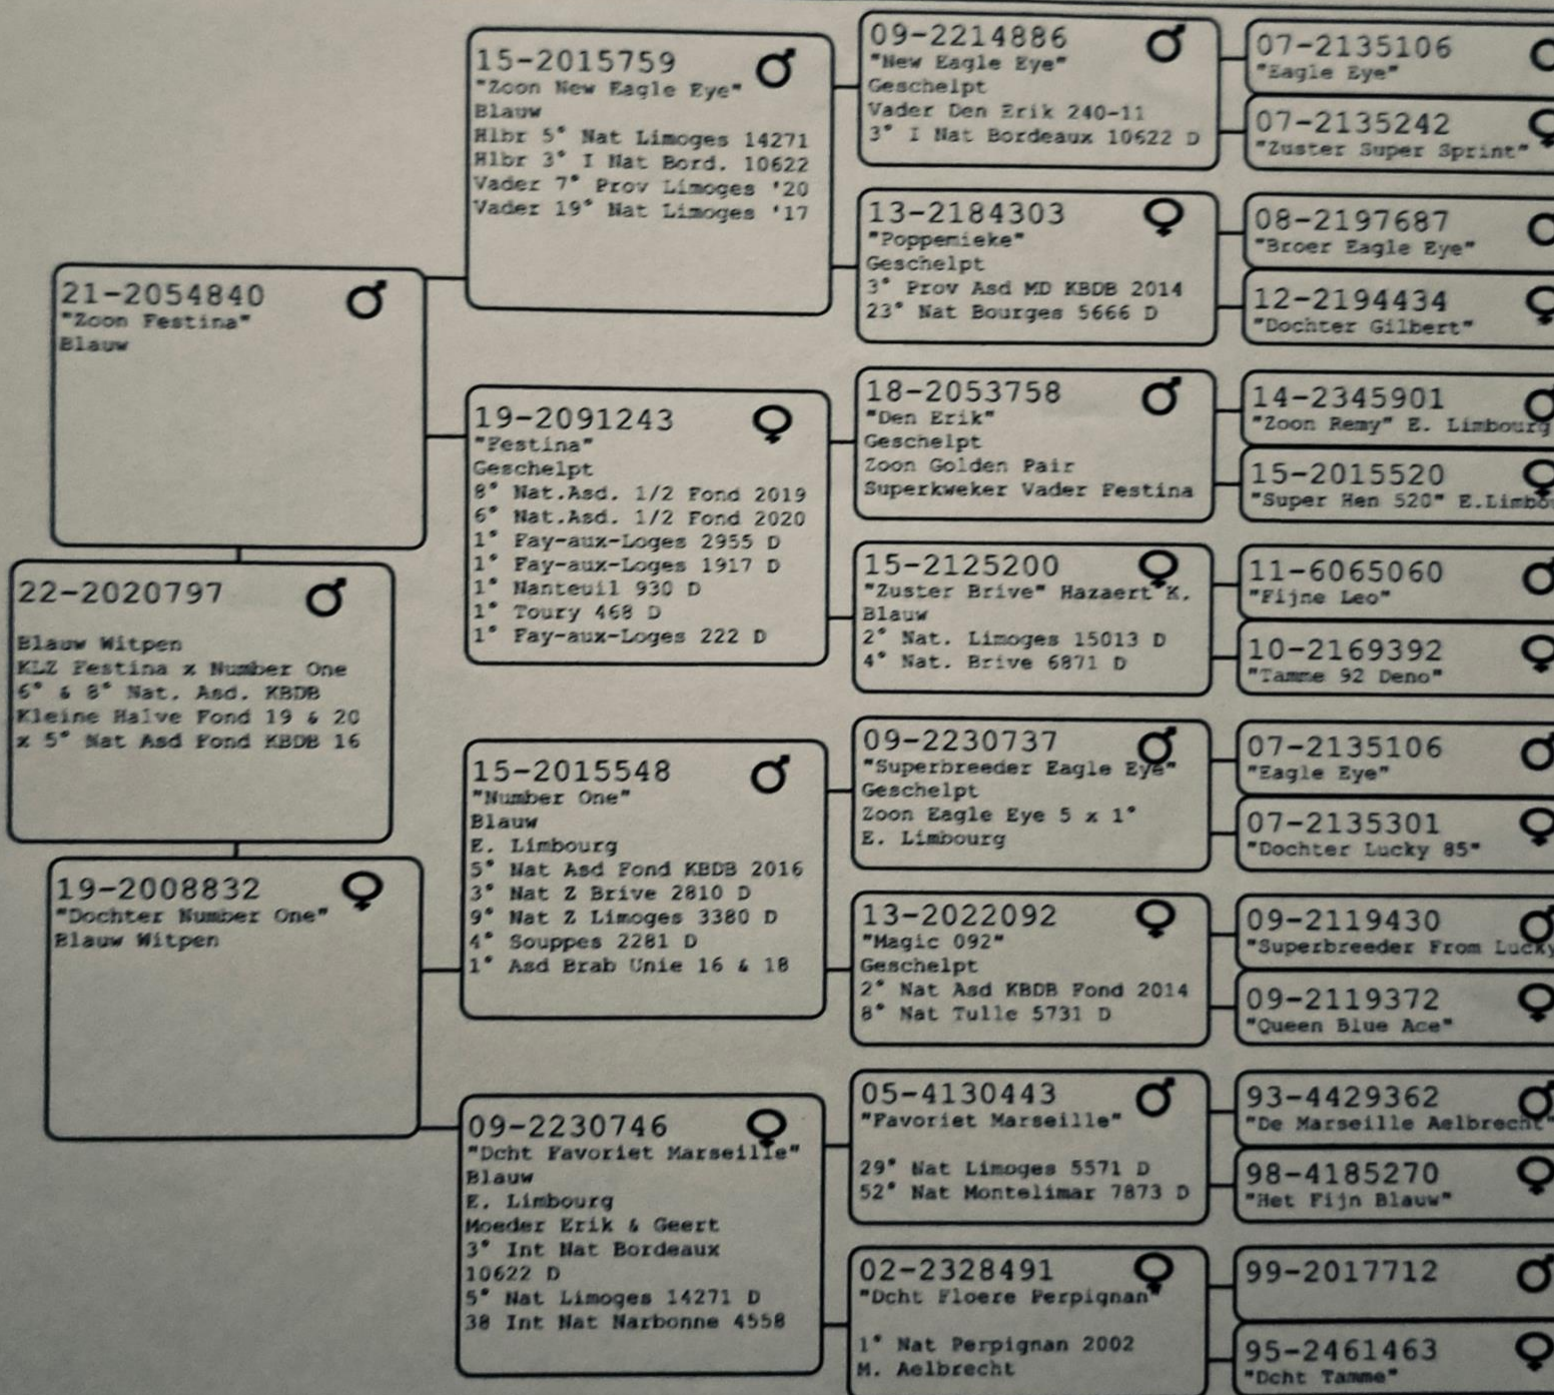 21-2054840
"Zoon Festina"
Blauw
22-2020797
Blauw Witpen
KLZ Festina x Number One
6° & 8° Nat. Asd. KBDB
Kleine Halve Fond 19 & 20
x 5° Nat Asd Fond KBDB 16
19-2008832
"Dochter Number One"
Blauw Witpen
15-2015759
"Zoon New Eagle Eye"
Blauw
Hlbr 5° Nat Limoges 14271
Hlbr 3° I Nat Bord. 10622
Vader 7° Prov Limoges '20
Vader 19° Nat Limoges '17
19-2091243
"Festina"
Geschelpt
8° Nat.Asd. 1/2 Fond 2019
6° Nat.Asd. 1/2 Fond 2020
1° Fay-aux-Loges 2955 D
1° Fay-aux-Loges 1917 D
1° Nanteuil 930 D
1° Toury 468 D
1° Fay-aux-Loges 222 D
15-2015548
"Number One"
Blauw
E. Limbourg
5° Nat Asd Fond KBDB 2016
3° Nat Z Brive 2810 D
9° Nat Z Limoges 3380 D
4° Souppes 2281 D
1° Asd Brab Unie 16 & 18
09-2230746
"Dcht Favoriet Marseille"
Blauw
E. Limbourg
Moeder Erik & Geert
3° Int Nat Bordeaux
10622 D
5° Nat Limoges 14271 D
38 Int Nat Narbonne 4558
09-2214886
"New Eagle Eye"
Geschelpt
Vader Den Erik 240-11
3° I Nat Bordeaux 10622 D
13-2184303
"Poppemieke"
Geschelpt
3° Prov Asd MD KBDB 2014
23° Nat Bourges 5666 D
18-2053758
"Den Erik"
Geschelpt
Zoon Golden Pair
Superkweker Vader Festina
15-2125200
"Zuster Brive" Hazaert K.
Blauw
2° Nat. Limoges 15013 D
4° Nat. Brive 6871 D
09-2230737
"Superbreeder Eagle Eye"
Geschelpt
Zoon Eagle Eye 5 x 1°
E. Limbourg
13-2022092
"Magic 092"
Geschelpt
2° Nat Asd KBDB Fond 2014
8° Nat Tulle 5731 D
05-4130443
"Favoriet Marseille"
29° Nat Limoges 5571 D
52° Nat Montelimar 7873 D
02-2328491
"Dcht Floere Perpignan"
1° Nat Perpignan 2002
M. Aelbrecht
07-2135106
"Eagle Eye"
07-2135242
"Zuster Super Sprint"
08-2197687
"Broer Eagle Eye"
12-2194434
"Dochter Gilbert"
14-2345901
"Zoon Remy" E. Limbourg
15-2015520
"Super Hen 520" E.Limbo
11-6065060
"Fijne Leo"
10-2169392
"Tamme 92 Deno"
07-2135106
"Eagle Eye"
07-2135301
"Dochter Lucky 85"
09-2119430
"Superbreeder From Lucky
09-2119372
"Queen Blue Ace"
93-4429362
"De Marseille Aelbrecht"
98-4185270
"Het Fijn Blauw"
99-2017712
95-2461463
"Dcht Tamme"